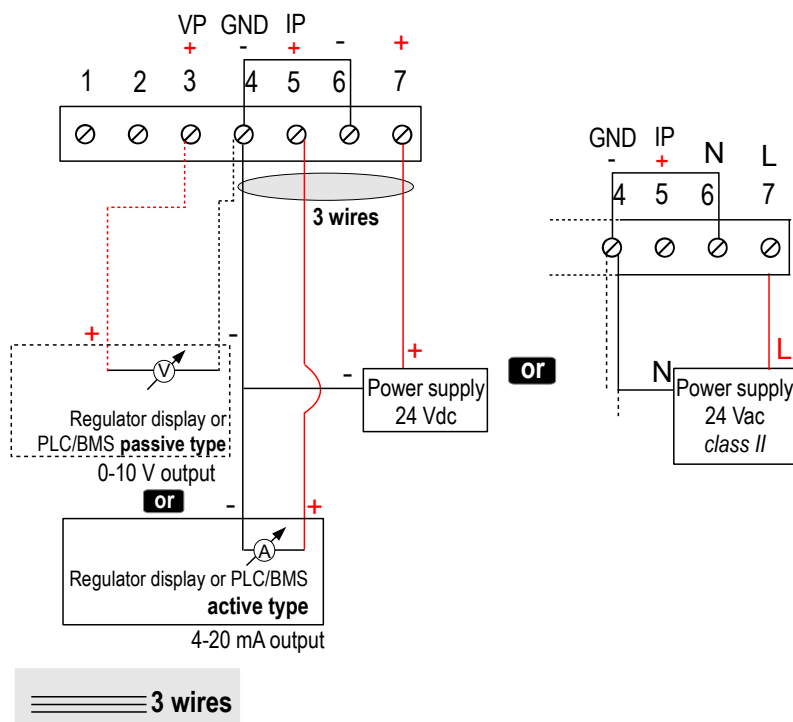 VP GND IP - +
+ - +
1 2 3 4 5 6 7
3 wires
+
-
V
Regulator display or
PLC/BMS passive type
0-10 V output
or
- +
A
Regulator display or PLC/BMS
active type
4-20 mA output
3 wires
- +
Power supply
24 Vdc
or
GND IP N L
- +
4 5 6 7
N L
Power supply
24 Vac
class II